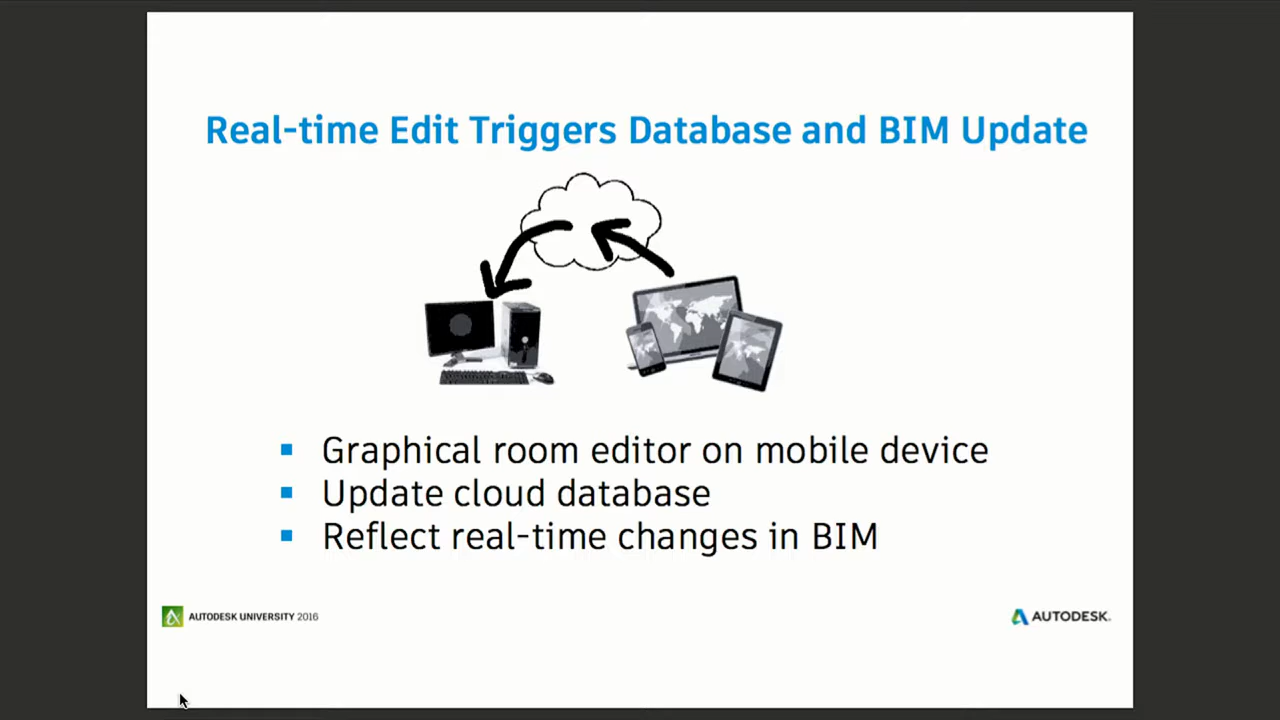 Real-time Edit Triggers Database and BIM Update
Graphical room editor on mobile device
Update cloud database
Reflect real-time changes in BIM
AUTODESK UNIVERSITY 2016
AUTODESK.